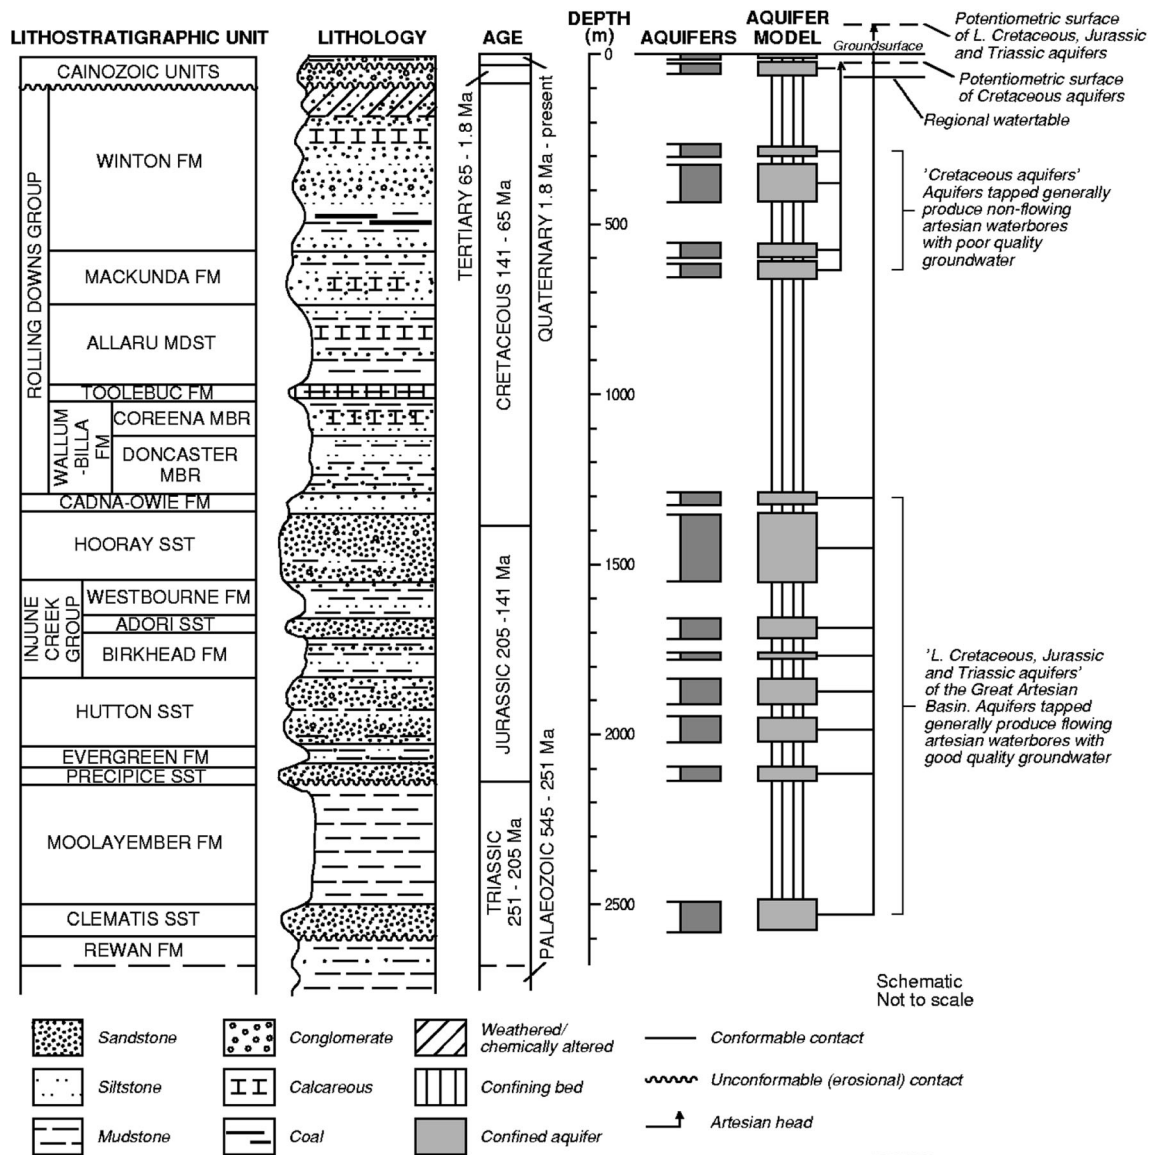 LITHOSTRATIGRAPHIC UNIT
LITHOLOGY
AGE
DEPTH
(m)
AQUIFERS
AQUIFER
MODEL
CAINOZOIC UNITS
ROLLING DOWNS GROUP
WINTON FM
MACKUNDA FM
ALLARU MDST
TOOLEBUC FM
WALLUM
-BILLA
FM
COREENA MBR
DONCASTER
MBR
CADNA-OWIE FM
HOORAY SST
INJUNE
CREEK
GROUP
WESTBOURNE FM
ADORI SST
BIRKHEAD FM
HUTTON SST
EVERGREEN FM
PRECIPICE SST
MOOLAYEMBER FM
CLEMATIS SST
REWAN FM
TERTIARY 65 - 1.8 Ma
CRETACEOUS 141 - 65 Ma
QUATERNARY 1.8 Ma - present
JURASSIC 205 -141 Ma
TRIASSIC
251 - 205 Ma
PALAEOZOIC 545 - 251 Ma
0
500
1000
1500
2000
2500
Groundsurface
Potentiometric surface
of L. Cretaceous, Jurassic
and Triassic aquifers
Potentiometric surface
of Cretaceous aquifers
Regional watertable
'Cretaceous aquifers'
Aquifers tapped generally
produce non-flowing
artesian waterbores
with poor quality
groundwater
'L. Cretaceous, Jurassic
and Triassic aquifers'
of the Great Artesian
Basin. Aquifers tapped
generally produce flowing
artesian waterbores with
good quality groundwater
Schematic
Not to scale
Sandstone
Siltstone
Mudstone
Conglomerate
Calcareous
Coal
Weathered/
chemically altered
Confining bed
Confined aquifer
Conformable contact
Unconformable (erosional) contact
Artesian head